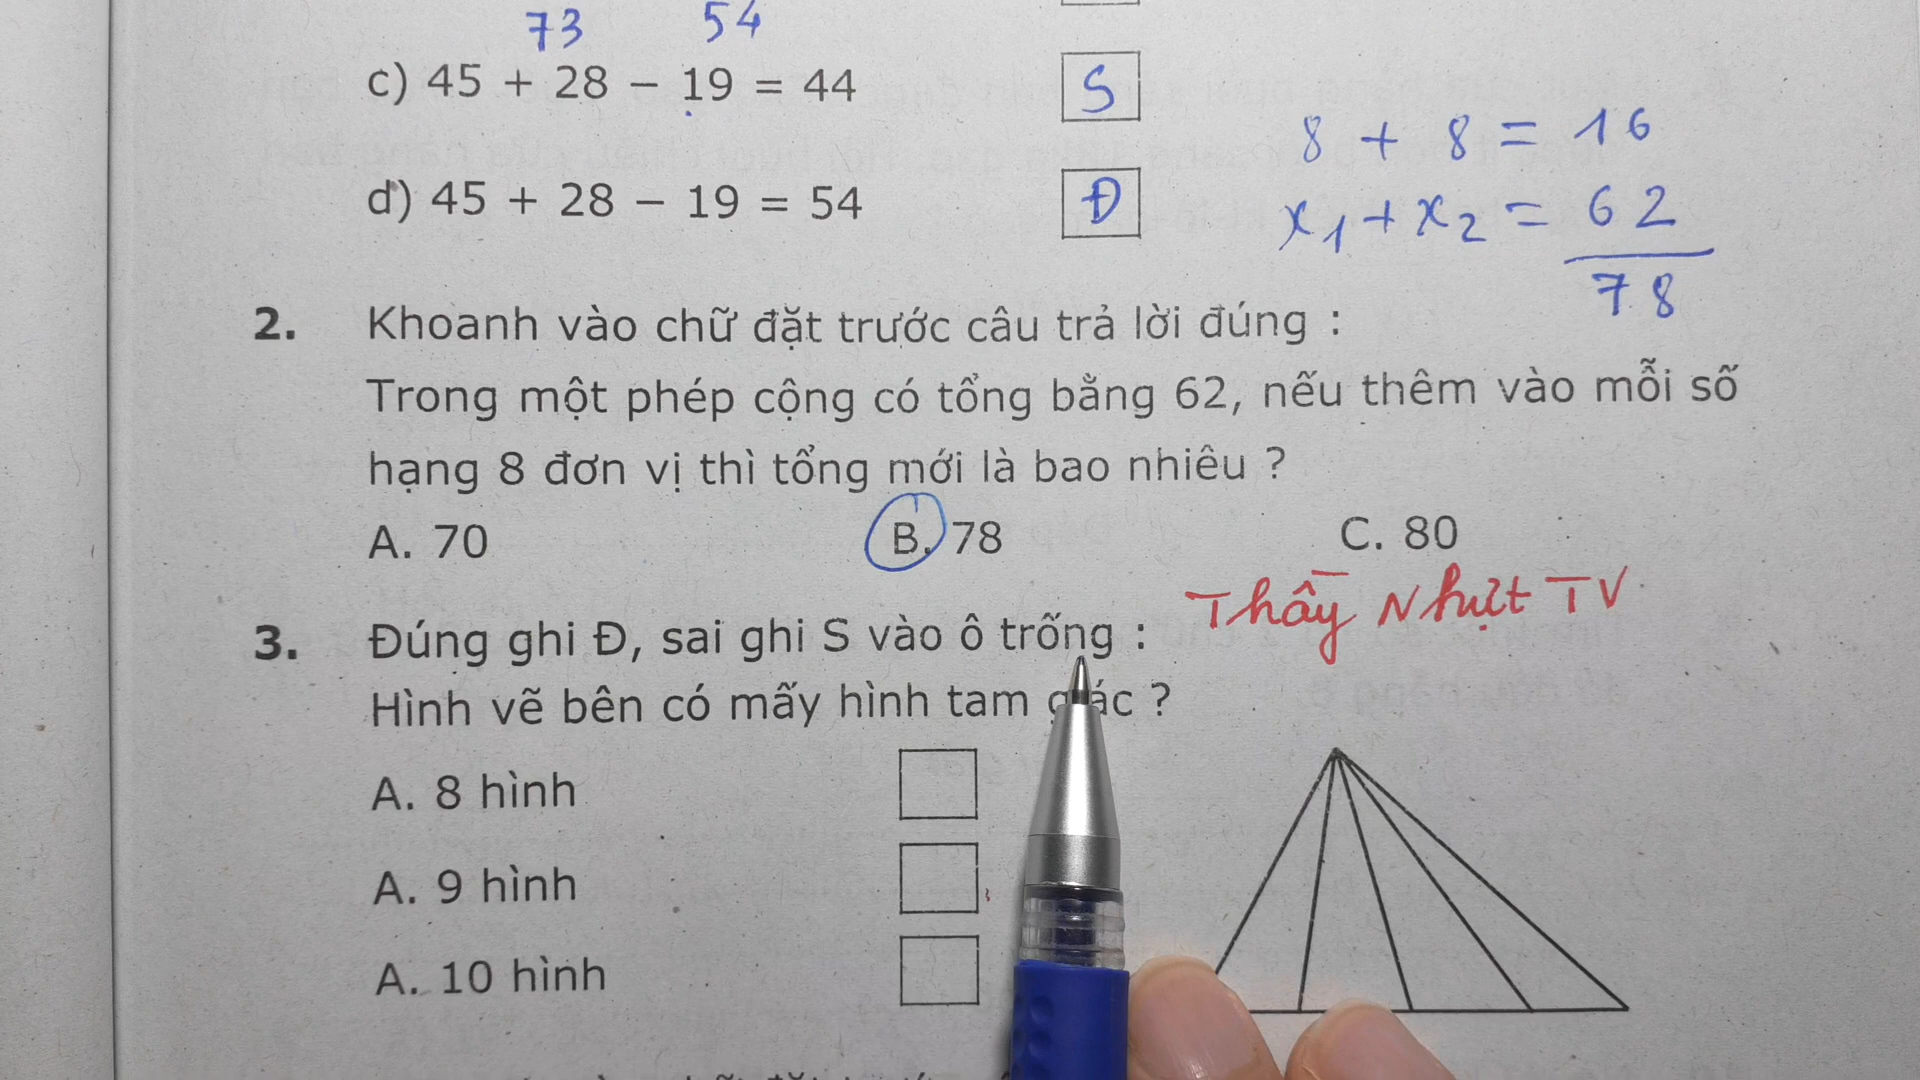 73 54
c) 45 + 28 − 19 = 44 S
d) 45 + 28 − 19 = 54 Đ
8 + 8 = 16
x₁ + x₂ = 62
78
2. Khoanh vào chữ đặt trước câu trả lời đúng :
Trong một phép cộng có tổng bằng 62, nếu thêm vào mỗi số
hạng 8 đơn vị thì tổng mới là bao nhiêu ?
A. 70 B. 78 C. 80
Thầy Nhựt TV
3. Đúng ghi Đ, sai ghi S vào ô trống :
Hình vẽ bên có mấy hình tam giác ?
A. 8 hình
A. 9 hình
A. 10 hình